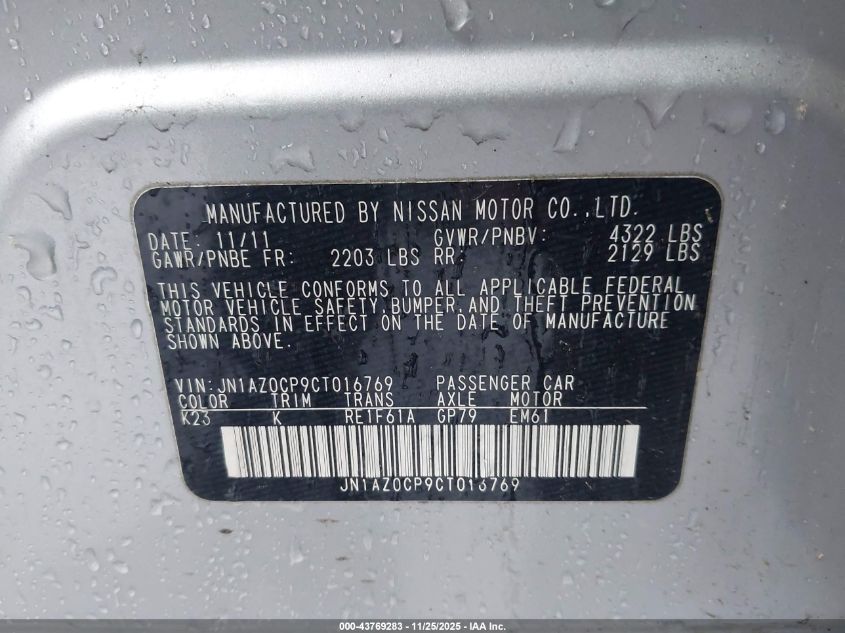 MANUFACTURED BY NISSAN MOTOR CO.,LTD.
DATE: 11/11 GVWR/PNBV: 4322 LBS
GAWR/PNBE FR: 2203 LBS RR: 2129 LBS
THIS VEHICLE CONFORMS TO ALL APPLICABLE FEDERAL
MOTOR VEHICLE SAFETY,BUMPER,AND THEFT PREVENTION
STANDARDS IN EFFECT ON THE DATE OF MANUFACTURE
SHOWN ABOVE.
VIN:JN1AZ0CP9CT016769 PASSENGER CAR
COLOR TRIM TRANS AXLE MOTOR
K23 K RE1F61A GP79 EM61
JN1AZ0CP9CT016769
000-43769283 - 11/25/2025 - IAA Inc.